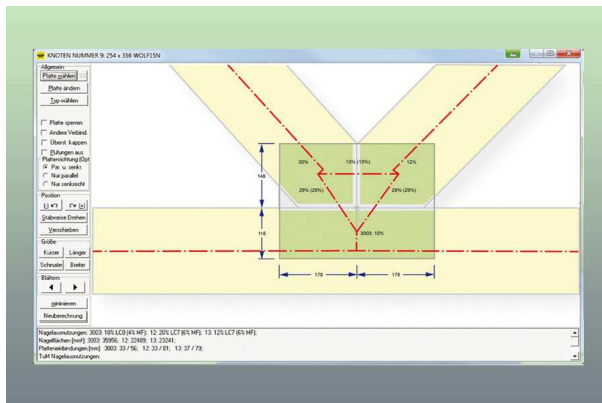 KNOTEN NUMMER 9: 254 x 356 WOLF15N
Allgemein
Platte wählen
Platte ändern
Typ wählen
Platte sperren
Andere Verbind.
Überst. kappen
Püfungen aus
Plattenrichtung (Opt
Par. u. senkr.
Nur parallel
Nur senkrecht
Position
Stabweise Drehen
Verschieben
Größe
Kürzer Länger
Schmaler Breiter
Blättern
minimieren
Neuberechnung
20% 13% (15%) 12%
29% (29%) 29% (29%)
148
116
3003: 10%
178 178
Nagelausnutzungen: 3003: 10% LC8 (4% MF); 12: 20% LC7 (6% MF); 13: 12% LC7 (6% MF);
Nagelflächen [mm²]: 3003: 35956; 12: 22489; 13: 23241;
Platteneinbindungen [mm]: 3003: 33 / 56; 12: 33 / 81; 13: 37 / 79;
TuM Nagelausnutzungen: